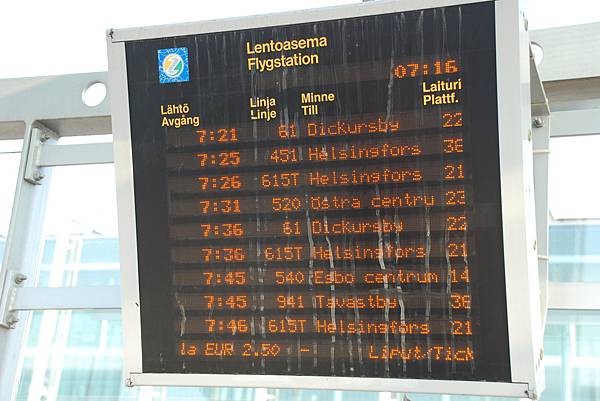 Lentoasema
Flygstation
07:16
Lähtö Linja Minne Laituri
Avgång Linje Till Plattf.
7:21 61 Dickursby 22
7:25 451 Helsingfors 36
7:26 615T Helsingfors 21
7:31 520 Östra centru 23
7:36 61 Dickursby 22
7:36 615T Helsingfors 21
7:45 540 Esbo centrum 14
7:45 941 Tavastby 36
7:46 615T Helsingfors 21
la EUR 2.50 - Liput/Tick